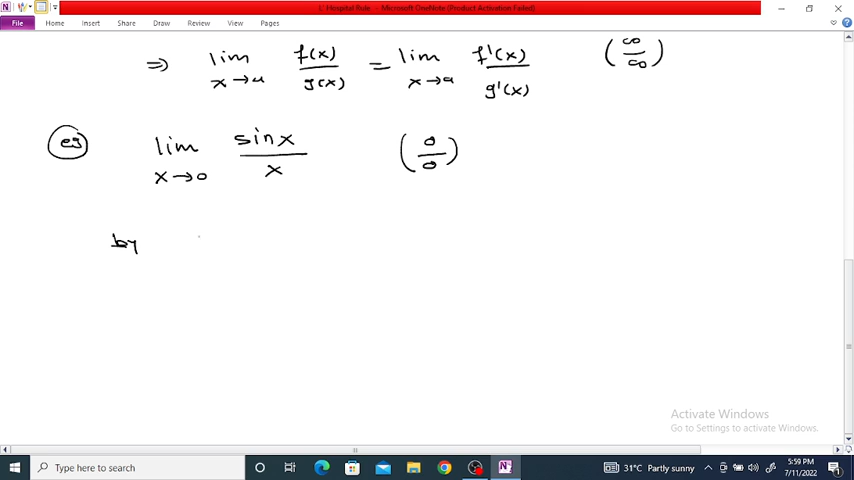 L' Hospital Rule - Microsoft OneNote (Product Activation Failed)
File Home Insert Share Draw Review View Pages
⇒ lim x→a f(x)/g(x) = lim x→a f'(x)/g'(x) (∞/∞)
eg lim x→0 sinx/x (0/0)
by
Activate Windows
Go to Settings to activate Windows.
Type here to search
31°C Partly sunny
5:59 PM
7/11/2022